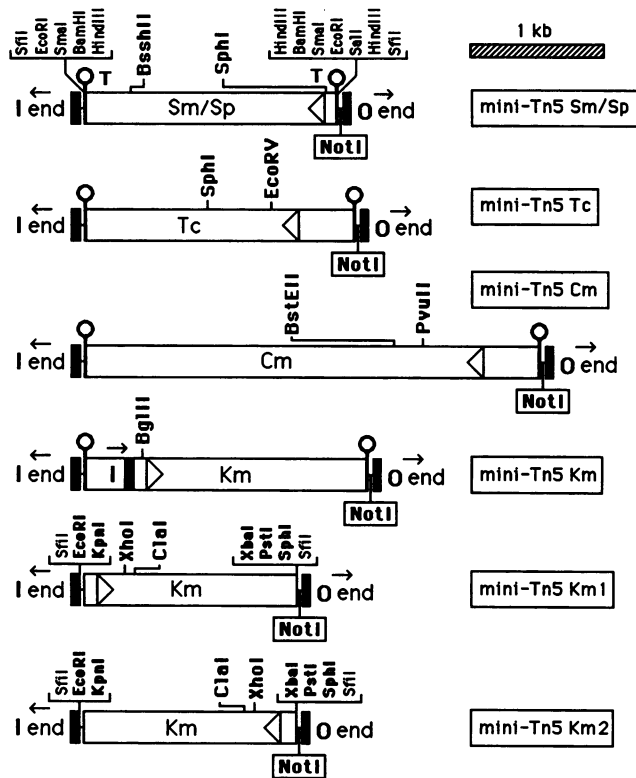 SfiI EcoRI SmaI BamHI HindIII
BsshII
SphI
HindIII BamHI SmaI EcoRI SalI HindIII SfiI
1 kb
T
T
I end
Sm/Sp
O end
NotI
mini-Tn5 Sm/Sp
SphI
EcoRV
I end
Tc
O end
NotI
mini-Tn5 Tc
mini-Tn5 Cm
BstEII
PvuII
I end
Cm
O end
NotI
BglII
I end
I
Km
O end
NotI
mini-Tn5 Km
SfiI EcoRI KpnI
XhoI
ClaI
XbaI PstI SphI SfiI
I end
Km
O end
NotI
mini-Tn5 Km1
SfiI EcoRI KpnI
ClaI
XhoI
XbaI PstI SphI SfiI
I end
Km
O end
NotI
mini-Tn5 Km2